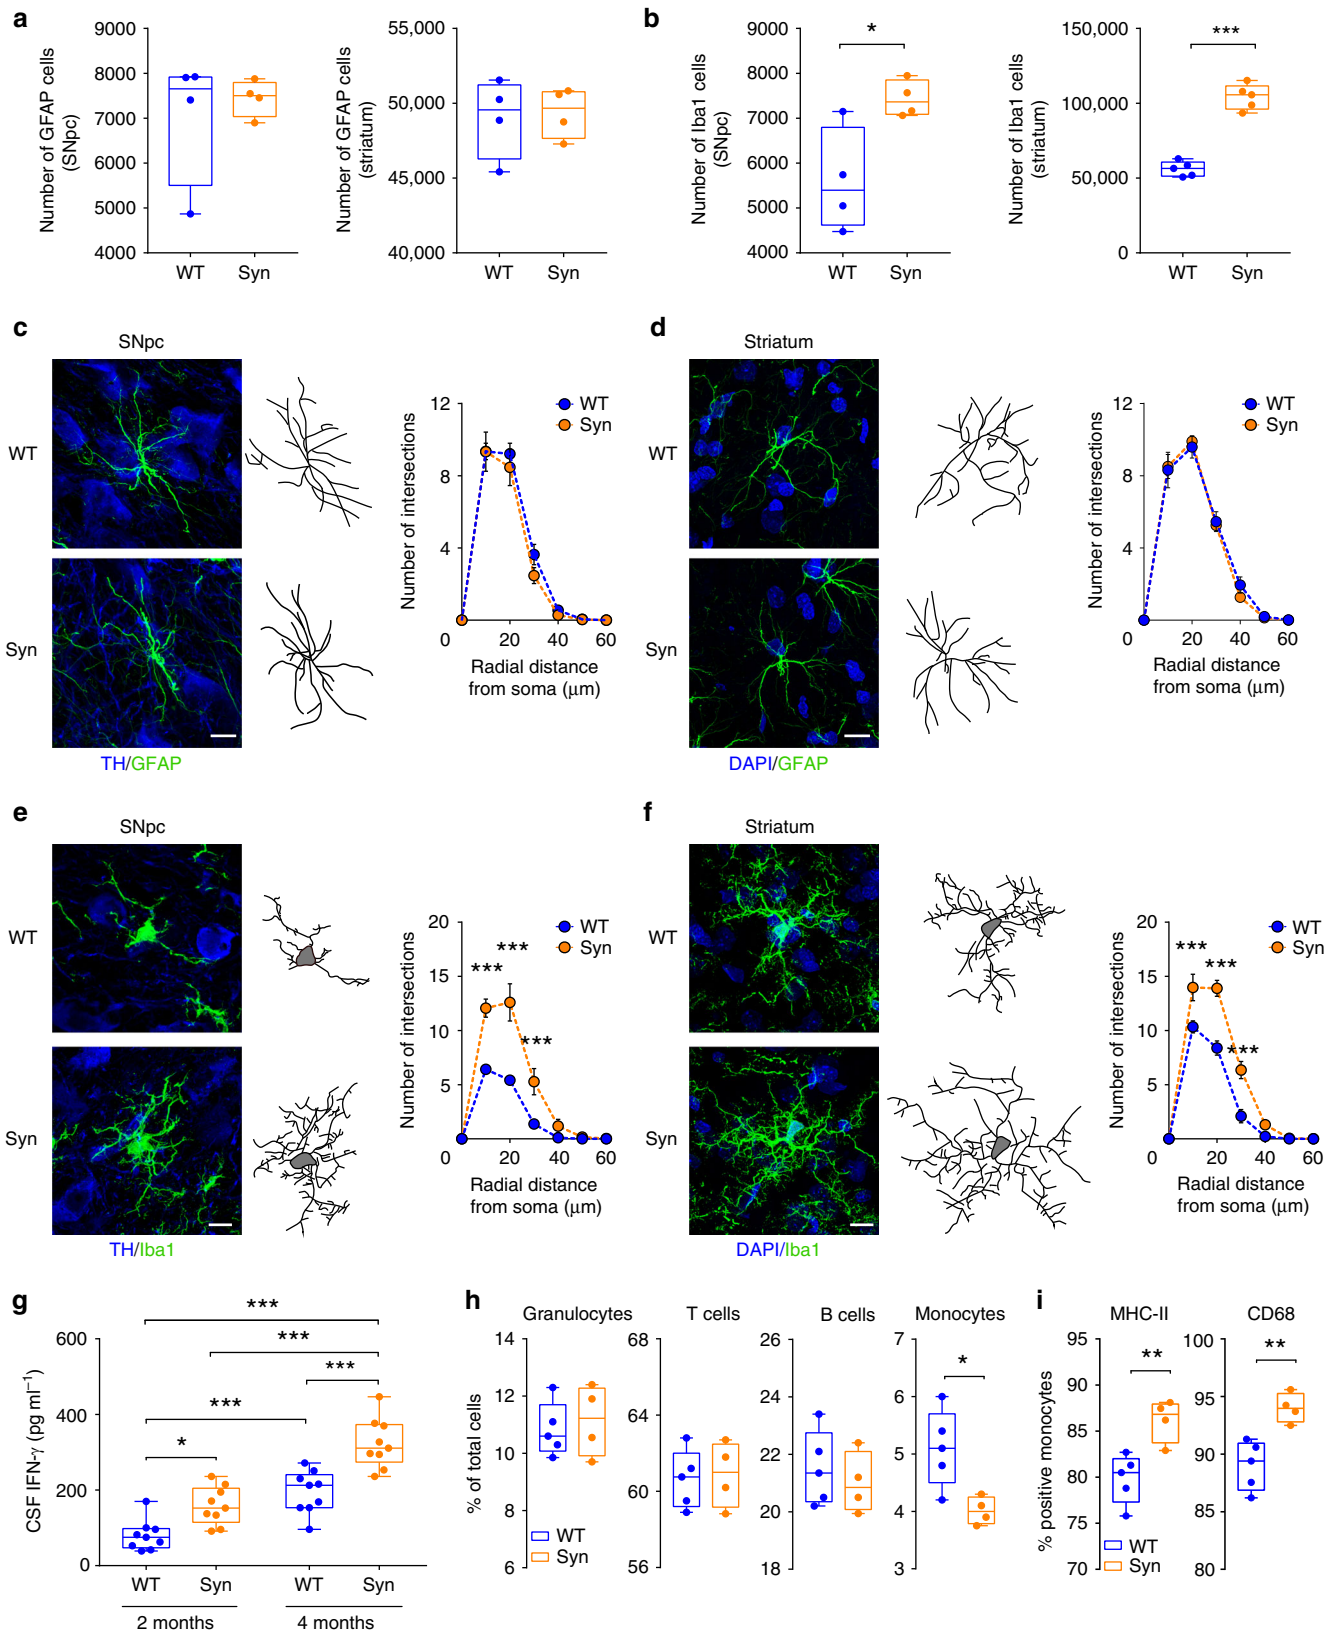 a
Number of GFAP cells
(SNpc)
9000
8000
7000
6000
5000
4000
WT
Syn
Number of GFAP cells
(striatum)
55,000
50,000
45,000
40,000
WT
Syn
b
Number of Iba1 cells
(SNpc)
9000
8000
7000
6000
5000
4000
*
WT
Syn
Number of Iba1 cells
(striatum)
150,000
100,000
50,000
0
***
WT
Syn
c
SNpc
WT
Syn
TH/GFAP
Number of intersections
12
8
4
0
20
40
60
WT
Syn
Radial distance
from soma (μm)
d
Striatum
WT
Syn
DAPI/GFAP
Number of intersections
12
8
4
0
20
40
60
WT
Syn
Radial distance
from soma (μm)
e
SNpc
WT
Syn
TH/Iba1
Number of intersections
20
15
10
5
0
20
40
60
WT
Syn
***
***
***
Radial distance
from soma (μm)
f
Striatum
WT
Syn
DAPI/Iba1
Number of intersections
20
15
10
5
0
20
40
60
WT
Syn
***
***
***
Radial distance
from soma (μm)
g
CSF IFN-γ (pg ml⁻¹)
600
400
200
0
***
***
***
***
*
WT
Syn
WT
Syn
2 months
4 months
h
% of total cells
Granulocytes
14
12
10
8
6
WT
Syn
T cells
68
64
60
56
B cells
26
24
22
20
18
Monocytes
7
6
5
4
3
*
i
% positive monocytes
MHC-II
95
90
85
80
75
70
**
WT
Syn
CD68
100
95
90
85
80
**